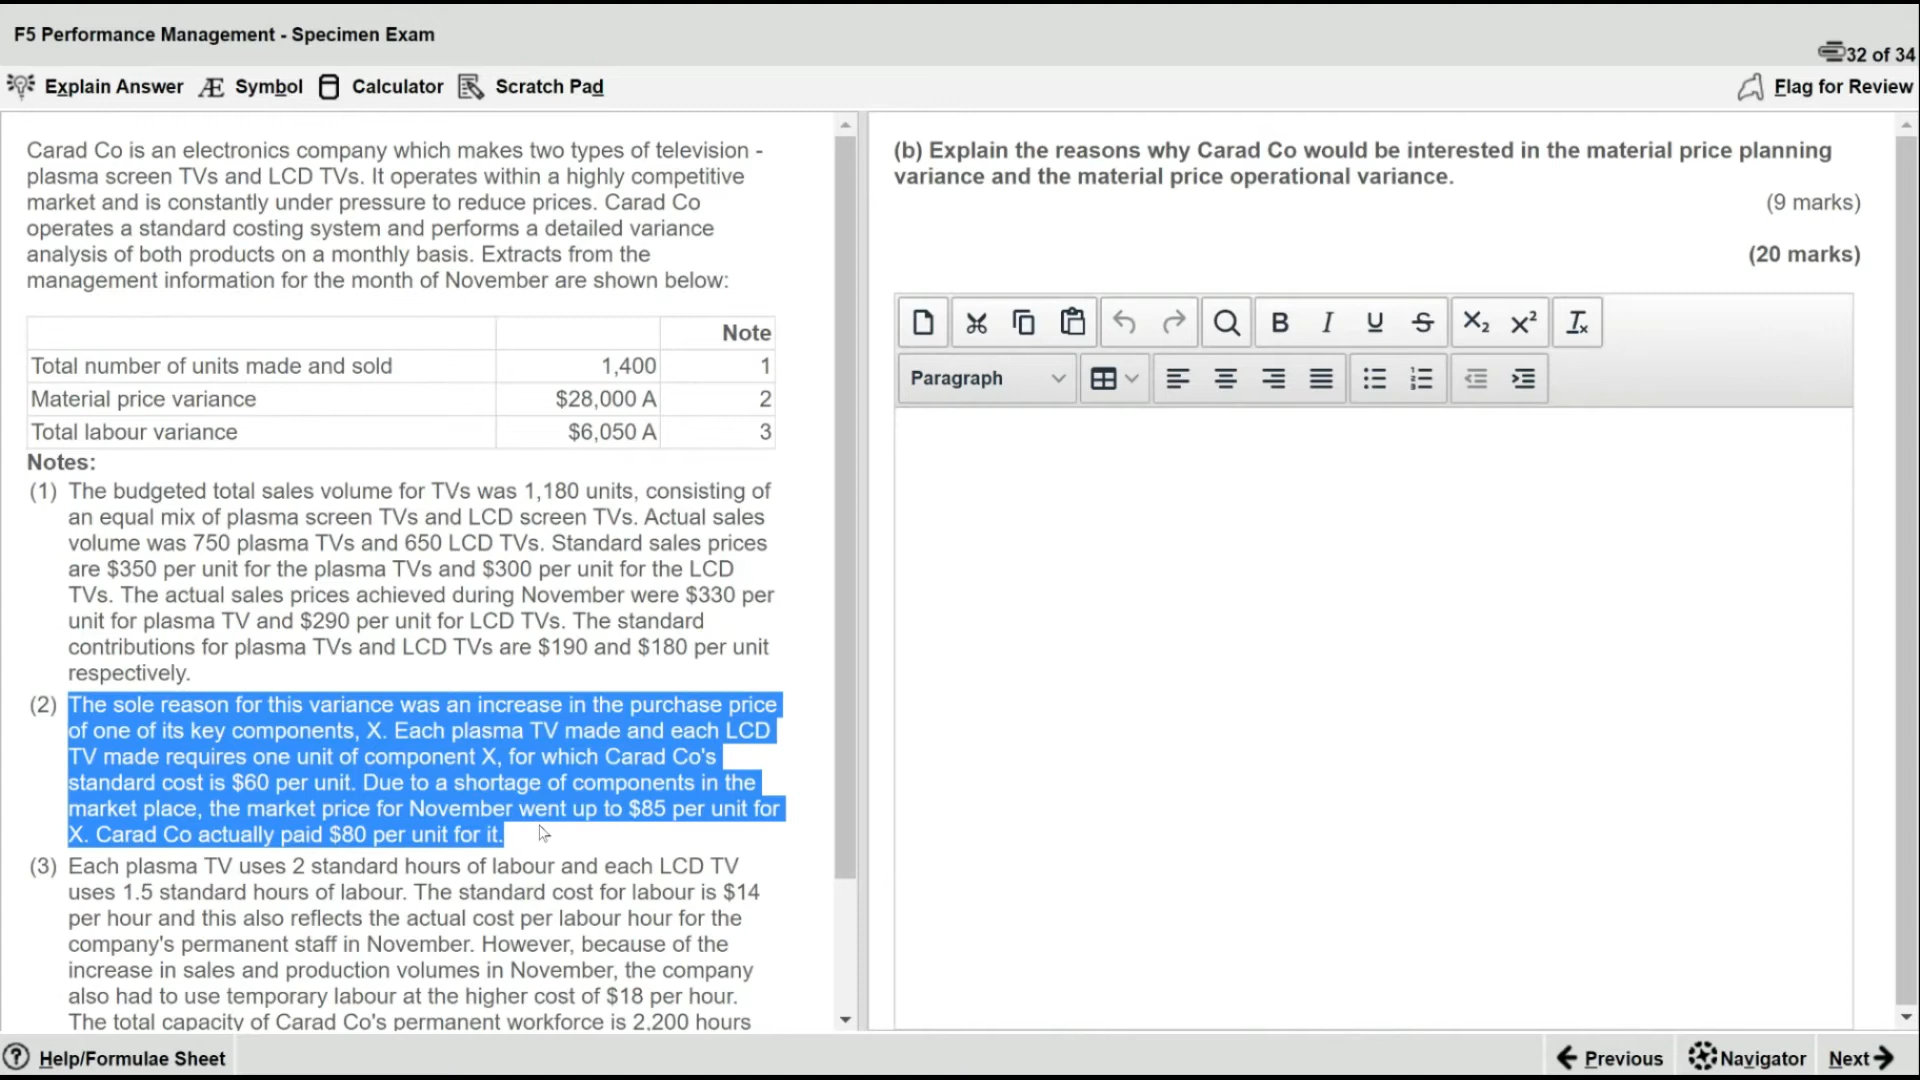 F5 Performance Management - Specimen Exam
32 of 34
Explain Answer
Symbol
Calculator
Scratch Pad
Flag for Review
Carad Co is an electronics company which makes two types of television -
plasma screen TVs and LCD TVs. It operates within a highly competitive
market and is constantly under pressure to reduce prices. Carad Co
operates a standard costing system and performs a detailed variance
analysis of both products on a monthly basis. Extracts from the
management information for the month of November are shown below:
Note
Total number of units made and sold 1,400 1
Material price variance $28,000 A 2
Total labour variance $6,050 A 3
Notes:
(1) The budgeted total sales volume for TVs was 1,180 units, consisting of
an equal mix of plasma screen TVs and LCD screen TVs. Actual sales
volume was 750 plasma TVs and 650 LCD TVs. Standard sales prices
are $350 per unit for the plasma TVs and $300 per unit for the LCD
TVs. The actual sales prices achieved during November were $330 per
unit for plasma TV and $290 per unit for LCD TVs. The standard
contributions for plasma TVs and LCD TVs are $190 and $180 per unit
respectively.
(2) The sole reason for this variance was an increase in the purchase price
of one of its key components, X. Each plasma TV made and each LCD
TV made requires one unit of component X, for which Carad Co's
standard cost is $60 per unit. Due to a shortage of components in the
market place, the market price for November went up to $85 per unit for
X. Carad Co actually paid $80 per unit for it.
(3) Each plasma TV uses 2 standard hours of labour and each LCD TV
uses 1.5 standard hours of labour. The standard cost for labour is $14
per hour and this also reflects the actual cost per labour hour for the
company's permanent staff in November. However, because of the
increase in sales and production volumes in November, the company
also had to use temporary labour at the higher cost of $18 per hour.
The total capacity of Carad Co's permanent workforce is 2,200 hours
(b) Explain the reasons why Carad Co would be interested in the material price planning
variance and the material price operational variance.
(9 marks)
(20 marks)
Paragraph
Help/Formulae Sheet
Previous
Navigator
Next